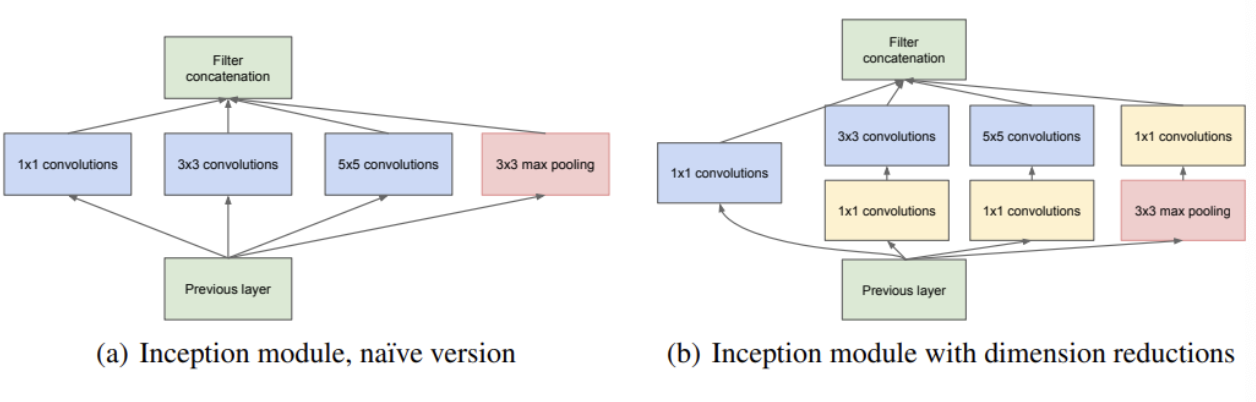 Filter
concatenation
1x1 convolutions
3x3 convolutions
5x5 convolutions
3x3 max pooling
Previous layer
(a) Inception module, naïve version
Filter
concatenation
3x3 convolutions
5x5 convolutions
1x1 convolutions
1x1 convolutions
1x1 convolutions
1x1 convolutions
3x3 max pooling
Previous layer
(b) Inception module with dimension reductions